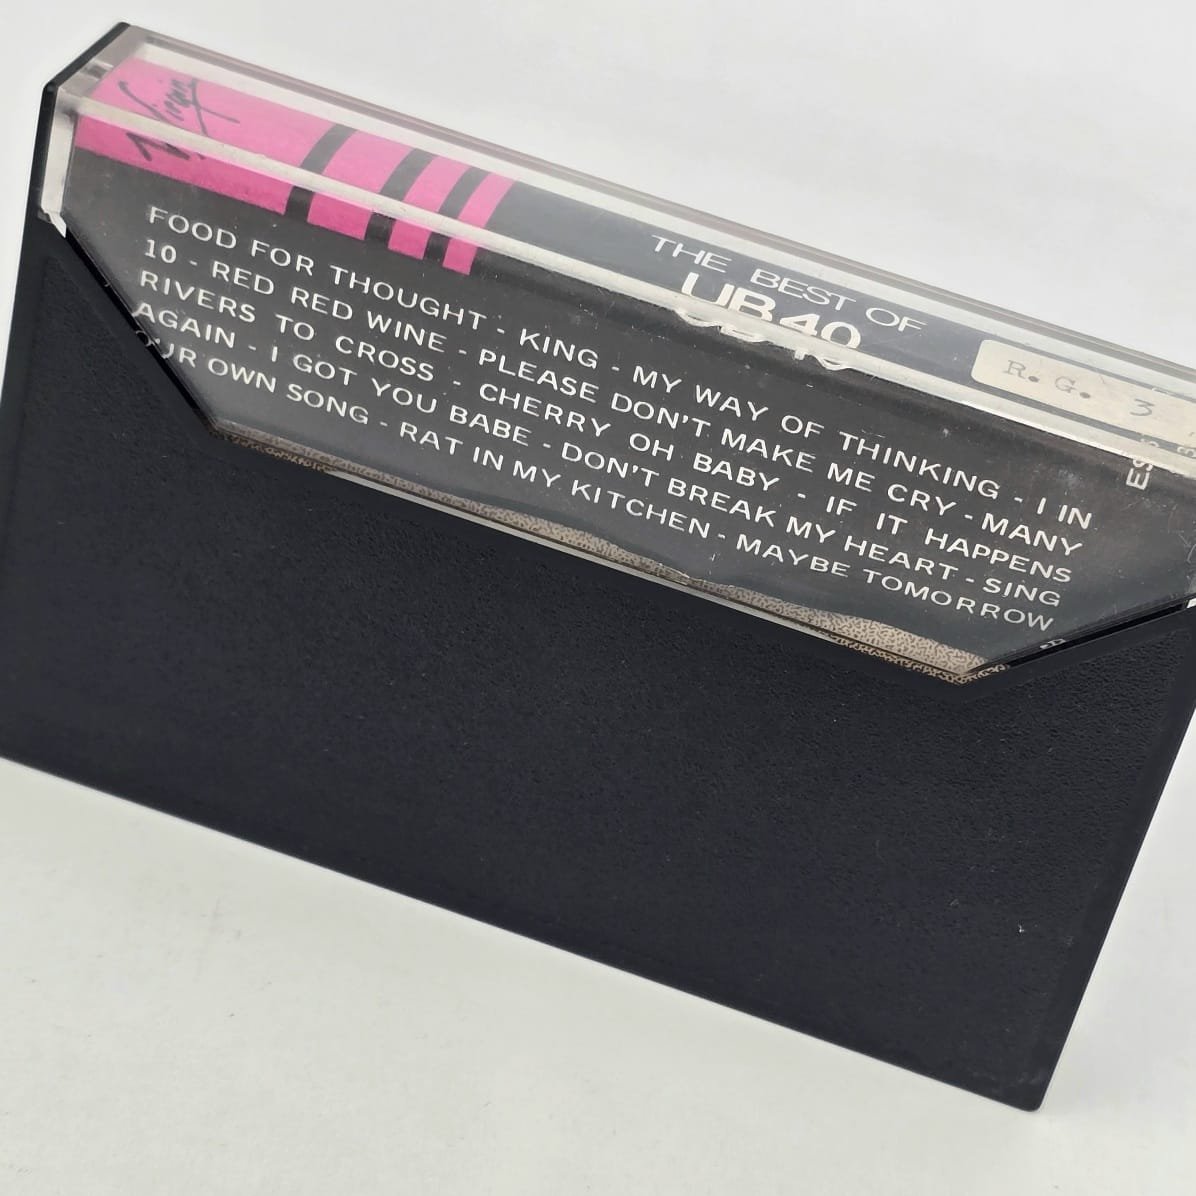 Virgin
THE BEST OF
UB40
R. G. 3
FOOD FOR THOUGHT - KING - MY WAY OF THINKING - I IN
10 - RED RED WINE - PLEASE DON'T MAKE ME CRY - MANY
RIVERS TO CROSS - CHERRY OH BABY - IF IT HAPPENS
AGAIN - I GOT YOU BABE - DON'T BREAK MY HEART - SING
OUR OWN SONG - RAT IN MY KITCHEN - MAYBE TOMORROW